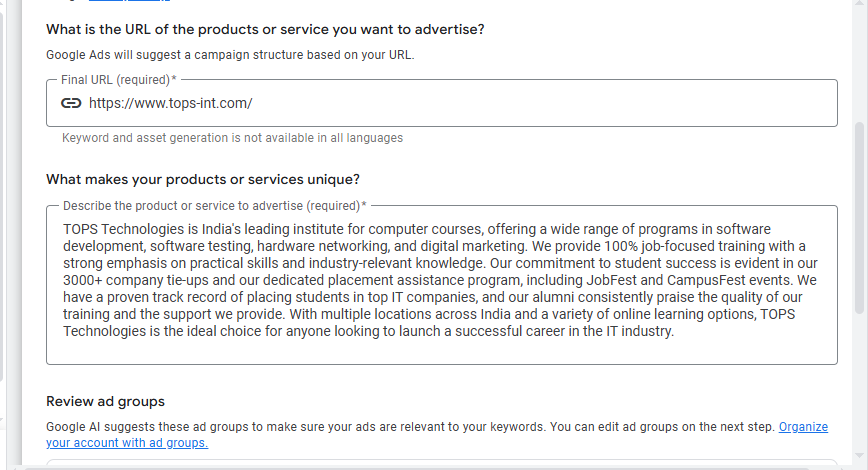 What is the URL of the products or service you want to advertise?
Google Ads will suggest a campaign structure based on your URL.
Final URL (required)*
https://www.tops-int.com/
Keyword and asset generation is not available in all languages
What makes your products or services unique?
Describe the product or service to advertise (required)*
TOPS Technologies is India's leading institute for computer courses, offering a wide range of programs in software
development, software testing, hardware networking, and digital marketing. We provide 100% job-focused training with a
strong emphasis on practical skills and industry-relevant knowledge. Our commitment to student success is evident in our
3000+ company tie-ups and our dedicated placement assistance program, including JobFest and CampusFest events. We
have a proven track record of placing students in top IT companies, and our alumni consistently praise the quality of our
training and the support we provide. With multiple locations across India and a variety of online learning options, TOPS
Technologies is the ideal choice for anyone looking to launch a successful career in the IT industry.
Review ad groups
Google AI suggests these ad groups to make sure your ads are relevant to your keywords. You can edit ad groups on the next step. Organize
your account with ad groups.